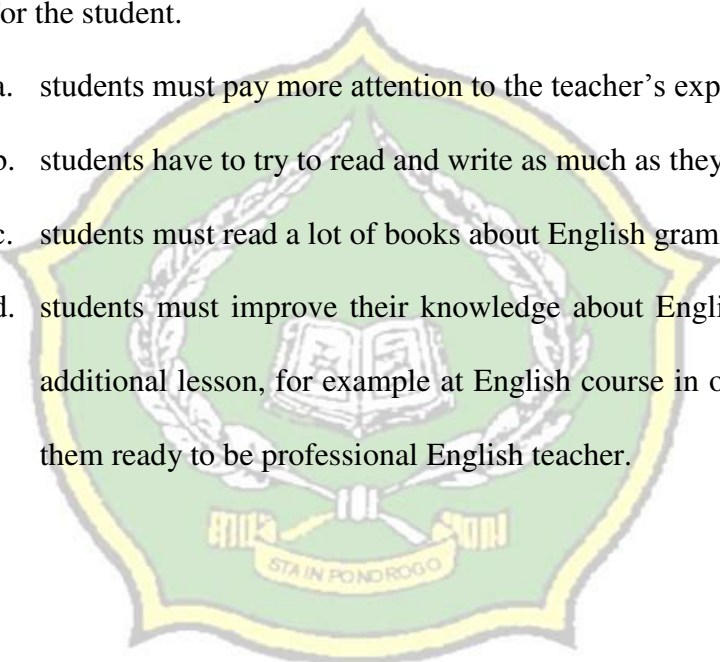 or the student.
a. students must pay more attention to the teacher's exp
b. students have to try to read and write as much as they
c. students must read a lot of books about English gram
d. students must improve their knowledge about Engli
additional lesson, for example at English course in o
them ready to be professional English teacher.
STAIN PONOROGO